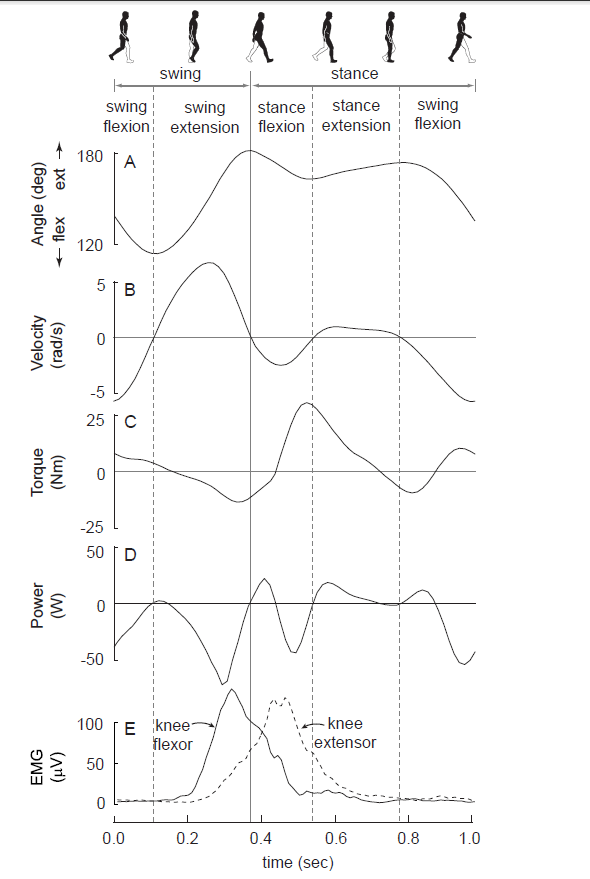 swing
stance
swing
flexion
swing
extension
stance
flexion
stance
extension
swing
flexion
A
180
120
Angle (deg)
← flex ext →
B
5
0
-5
Velocity
(rad/s)
C
25
0
-25
Torque
(Nm)
D
50
0
-50
Power
(W)
E
knee
flexor
knee
extensor
100
50
0
EMG
(μV)
0.0 0.2 0.4 0.6 0.8 1.0
time (sec)